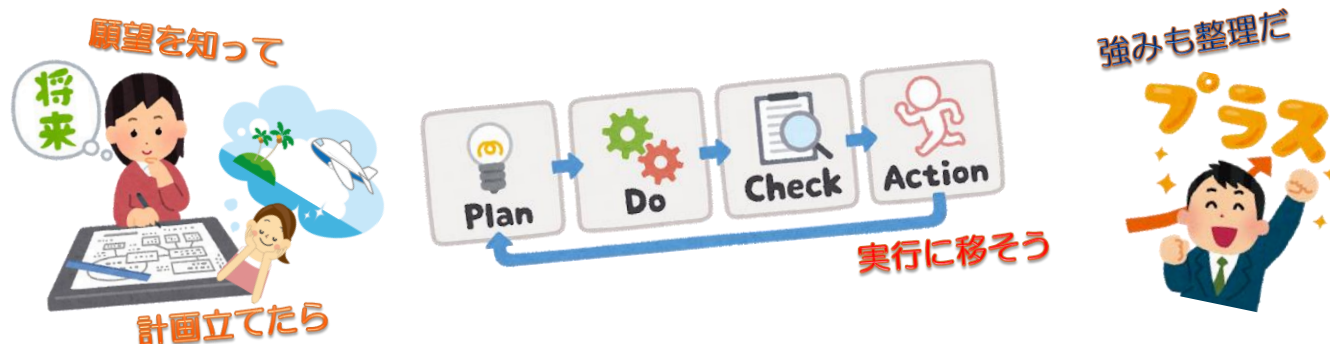 願望を知って
将来
計画立てたら
Plan
Do
Check
Action
実行に移そう
強みも整理だ
プラス